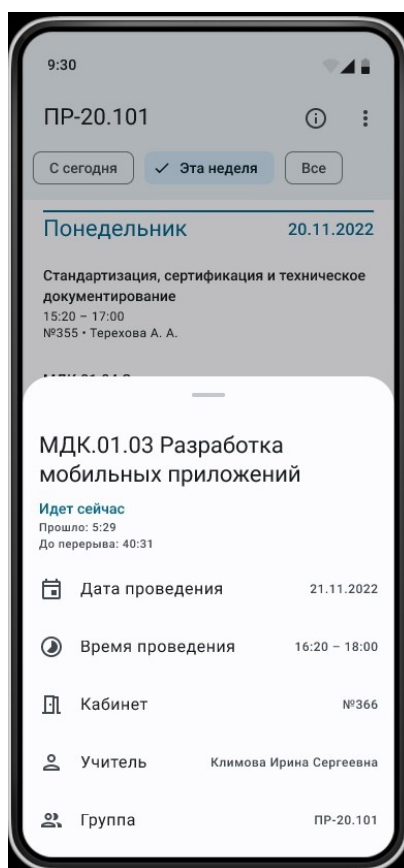 9:30
ПР-20.101
С сегодня
Эта неделя
Все
Понедельник 20.11.2022
Стандартизация, сертификация и техническое
документирование
15:20 – 17:00
№355 • Терехова А. А.
МДК.01.03 Разработка
мобильных приложений
Идет сейчас
Прошло: 5:29
До перерыва: 40:31
Дата проведения 21.11.2022
Время проведения 16:20 – 18:00
Кабинет №366
Учитель Климова Ирина Сергеевна
Группа ПР-20.101